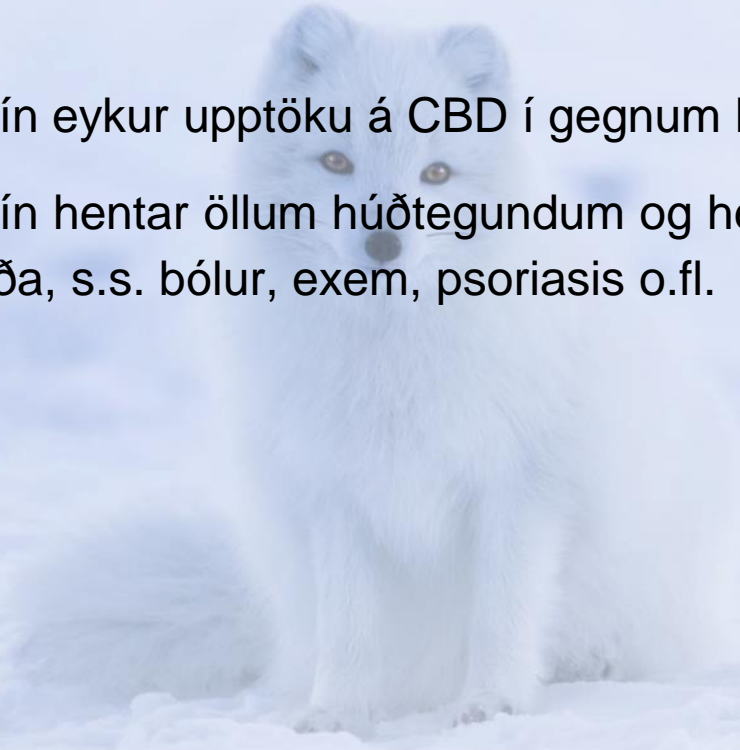 ín eykur upptöku á CBD í gegnum
ín hentar öllum húðtegundum og
ða, s.s. bólur, exem, psoriasis o.fl.